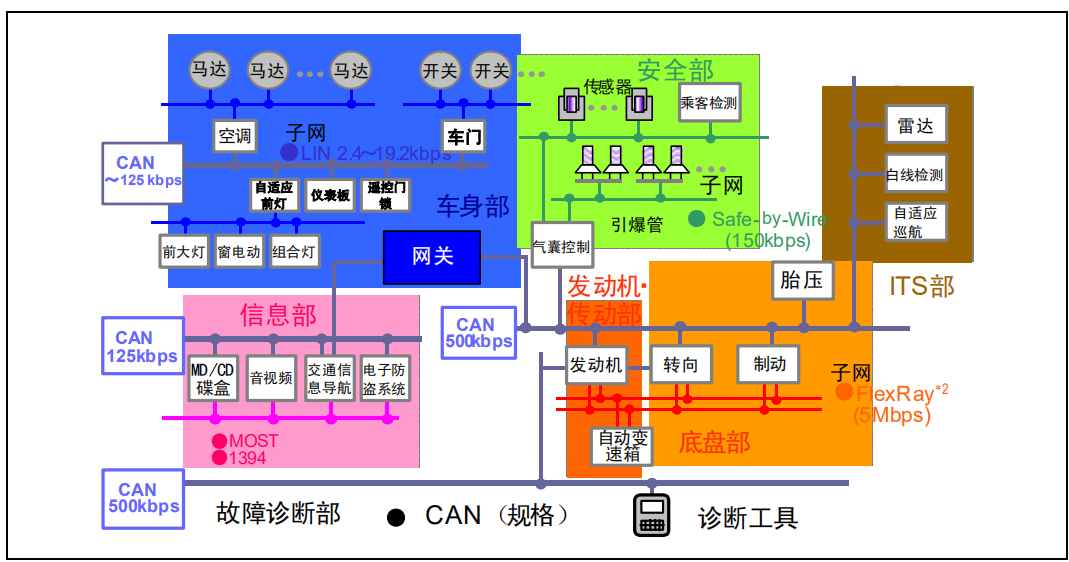 马达
马达
马达
开关
开关
安全部
传感器
乘客检测
空调
子网
LIN 2.4～19.2kbps
车门
雷达
CAN
～125 kbps
自适应
前灯
仪表板
遥控门
锁
车身部
子网
白线检测
引爆管
Safe-by-Wire
(150kbps)
自适应
巡航
前大灯
窗电动
组合灯
网关
气囊控制
胎压
ITS部
发动机·
传动部
信息部
CAN
125kbps
CAN
500kbps
MD/CD
碟盒
音视频
交通信
息导航
电子防
盗系统
发动机
转向
制动
子网
FlexRay*2
(5Mbps)
MOST
1394
自动变
速箱
底盘部
CAN
500kbps
故障诊断部
CAN（规格）
诊断工具